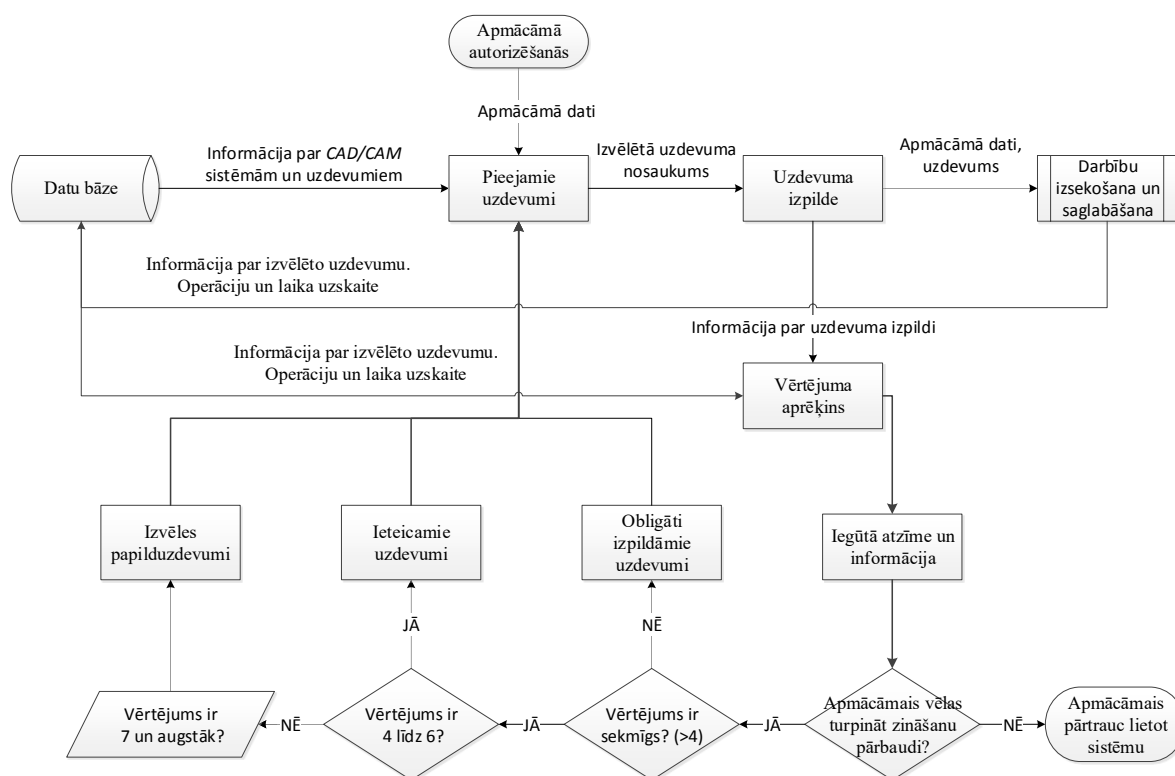 Apmācāmā
autorizēšanās
Apmācāmā dati
Informācija par CAD/CAM
sistēmām un uzdevumiem
Izvēlētā uzdevuma
nosaukums
Apmācāmā dati,
uzdevums
Datu bāze
Pieejamie
uzdevumi
Uzdevuma
izpilde
Darbību
izsekošana un
saglabāšana
Informācija par izvēlēto uzdevumu.
Operāciju un laika uzskaite
Informācija par uzdevuma izpildi
Informācija par izvēlēto uzdevumu.
Operāciju un laika uzskaite
Vērtējuma
aprēķins
Izvēles
papilduzdevumi
Ieteicamie
uzdevumi
Obligāti
izpildāmie
uzdevumi
Iegūtā atzīme un
informācija
JĀ
NĒ
Vērtējums ir
7 un augstāk?
NĒ
Vērtējums ir
4 līdz 6?
JĀ
Vērtējums ir
sekmīgs? (>4)
JĀ
Apmācāmais vēlas
turpināt zināšanu
pārbaudi?
NĒ
Apmācāmais
pārtrauc lietot
sistēmu